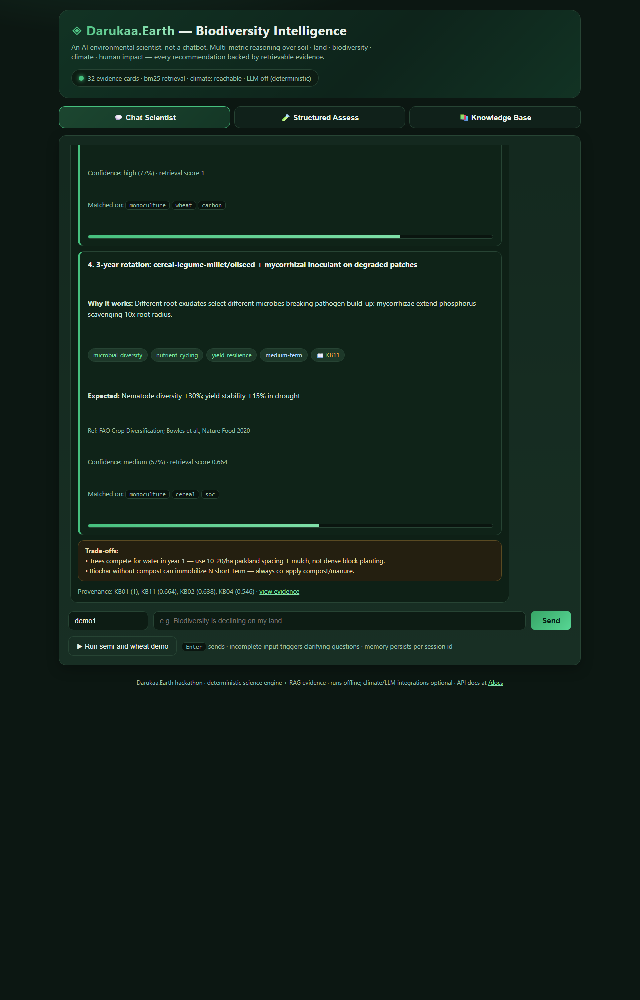 Darukaa.Earth — Biodiversity Intelligence
An AI environmental scientist, not a chatbot. Multi-metric reasoning over soil · land · biodiversity ·
climate · human impact — every recommendation backed by retrievable evidence.
32 evidence cards · bm25 retrieval · climate: reachable · LLM off (deterministic)
Chat Scientist
Structured Assess
Knowledge Base
Confidence: high (77%) · retrieval score 1
Matched on: monoculture wheat carbon
4. 3-year rotation: cereal-legume-millet/oilseed + mycorrhizal inoculant on degraded patches
Why it works: Different root exudates select different microbes breaking pathogen build-up; mycorrhizae extend phosphorus
scavenging 10x root radius.
microbial_diversity nutrient_cycling yield_resilience medium-term KB11
Expected: Nematode diversity +30%; yield stability +15% in drought
Ref: FAO Crop Diversification; Bowles et al., Nature Food 2020
Confidence: medium (57%) · retrieval score 0.664
Matched on: monoculture cereal soc
Trade-offs:
• Trees compete for water in year 1 — use 10-20/ha parkland spacing + mulch, not dense block planting.
• Biochar without compost can immobilize N short-term — always co-apply compost/manure.
Provenance: KB01 (1), KB11 (0.664), KB02 (0.638), KB04 (0.546) · view evidence
demo1
e.g. Biodiversity is declining on my land…
Send
▶ Run semi-arid wheat demo
Enter sends · incomplete input triggers clarifying questions · memory persists per session id
Darukaa.Earth hackathon · deterministic science engine + RAG evidence · runs offline; climate/LLM integrations optional · API docs at /docs